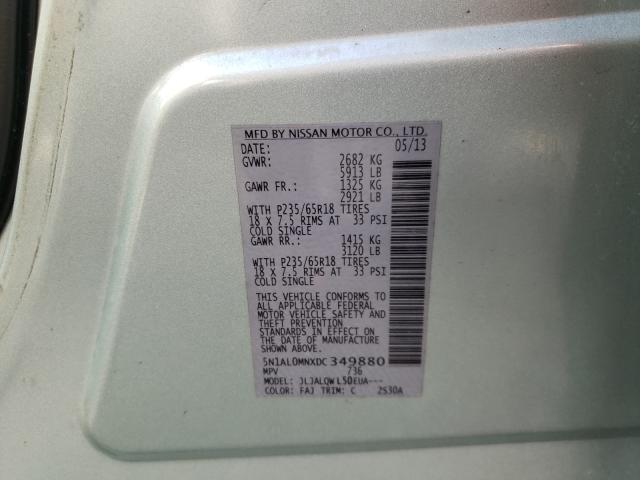 MFD BY NISSAN MOTOR CO., LTD.
DATE: 05/13
GVWR: 2682 KG
5913 LB
GAWR FR.: 1325 KG
2921 LB
WITH P235/65R18 TIRES
18 X 7.5 RIMS AT 33 PSI
COLD SINGLE
GAWR RR.: 1415 KG
3120 LB
WITH P235/65R18 TIRES
18 X 7.5 RIMS AT 33 PSI
COLD SINGLE
THIS VEHICLE CONFORMS TO
ALL APPLICABLE FEDERAL
MOTOR VEHICLE SAFETY AND
THEFT PREVENTION
STANDARDS IN EFFECT ON
THE DATE OF MANUFACTURE
SHOWN ABOVE.
5N1AL0MNXDC349880
MPV 736
MODEL: JLJALQWL50EUA---
COLOR: FAJ TRIM: C 2S30A